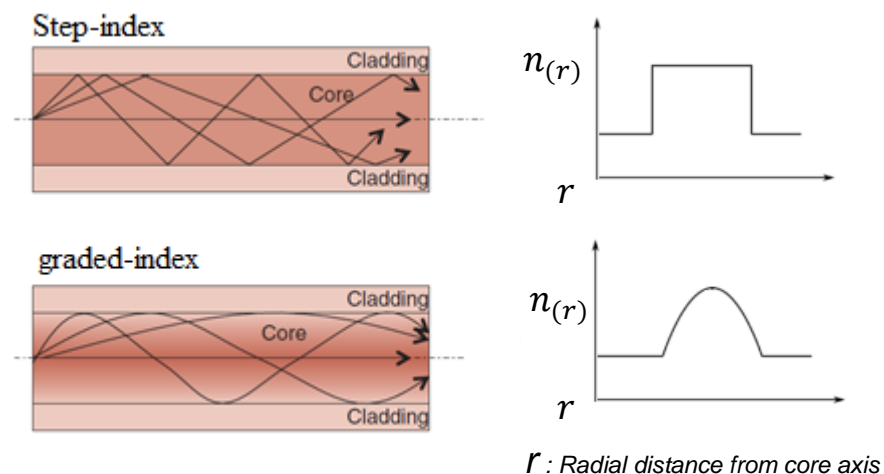 Step-index
Cladding
Core
Cladding
n(r)
r
graded-index
Cladding
Core
Cladding
n(r)
r
r : Radial distance from core axis